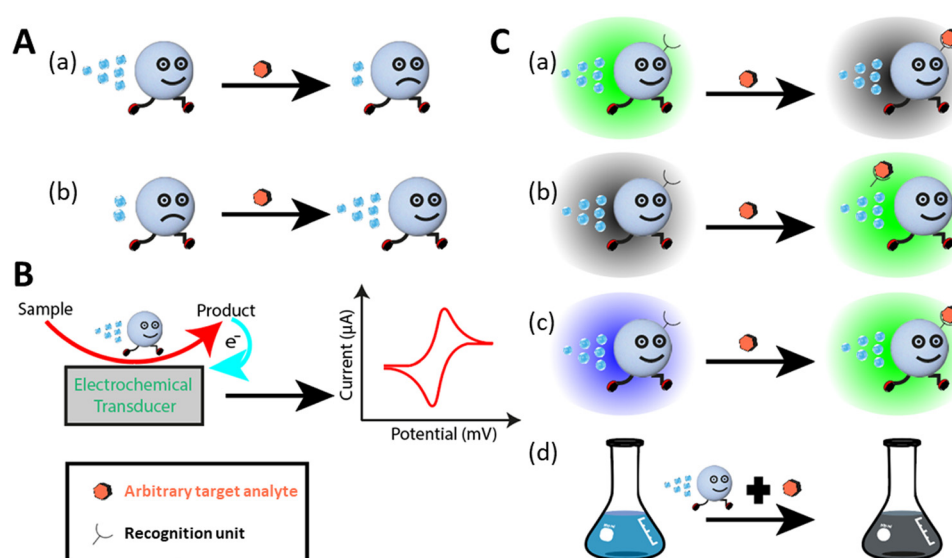 A
(a)
(b)
B
Sample
Product
e-
Electrochemical
Transducer
Current (µA)
Potential (mV)
Arbitrary target analyte
Recognition unit
C
(a)
(b)
(c)
(d)